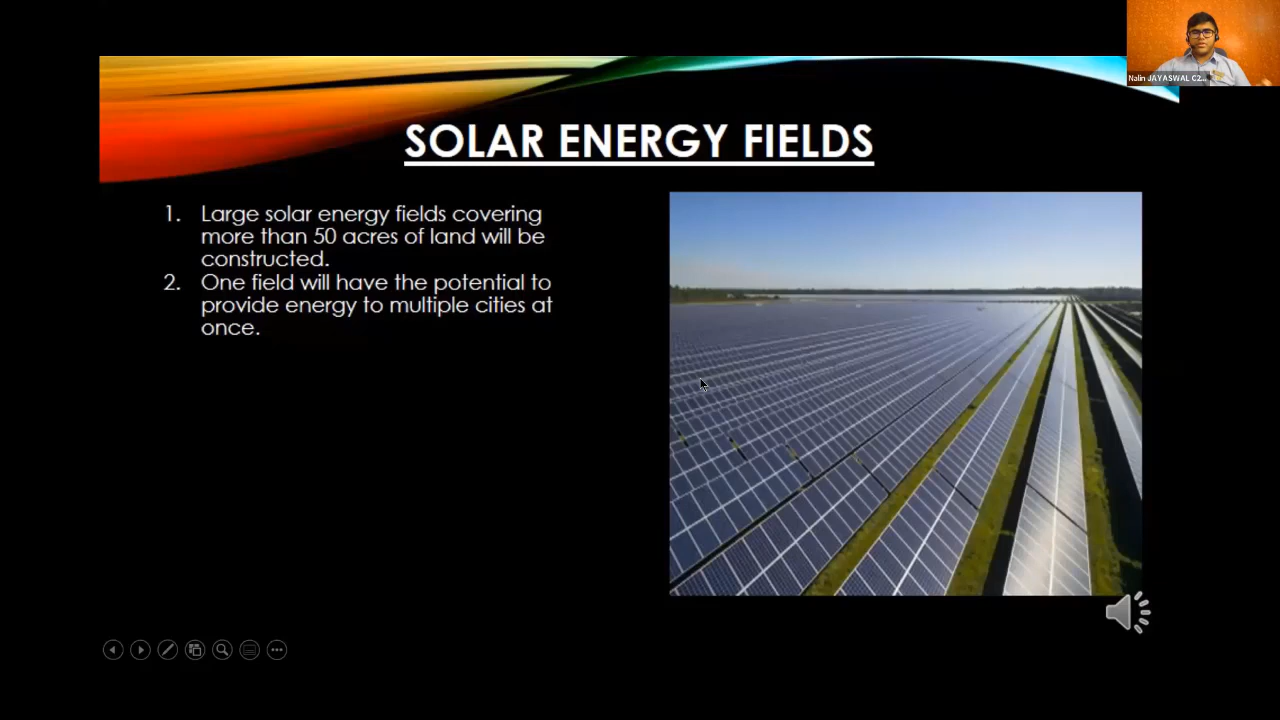 Nalin JAYASWAL C2...
SOLAR ENERGY FIELDS
1. Large solar energy fields covering
more than 50 acres of land will be
constructed.
2. One field will have the potential to
provide energy to multiple cities at
once.